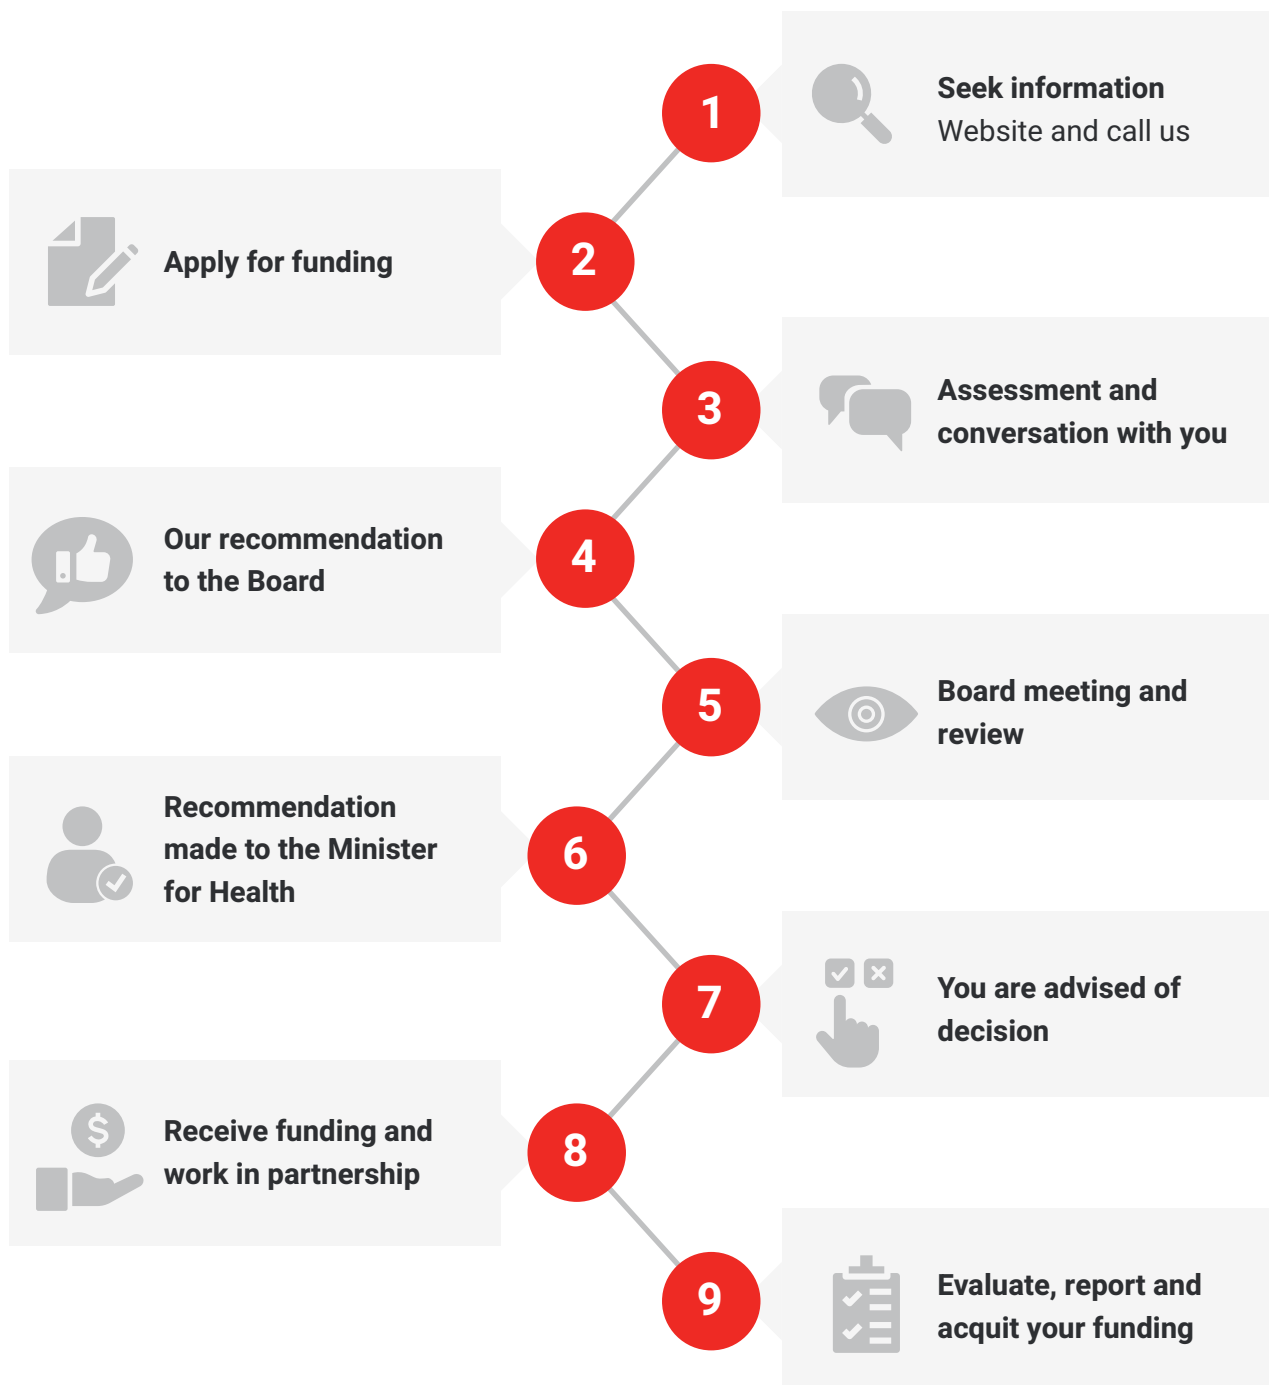 1
Seek information
Website and call us
2
Apply for funding
3
Assessment and
conversation with you
4
Our recommendation
to the Board
5
Board meeting and
review
6
Recommendation
made to the Minister
for Health
7
You are advised of
decision
8
$
Receive funding and
work in partnership
9
Evaluate, report and
acquit your funding